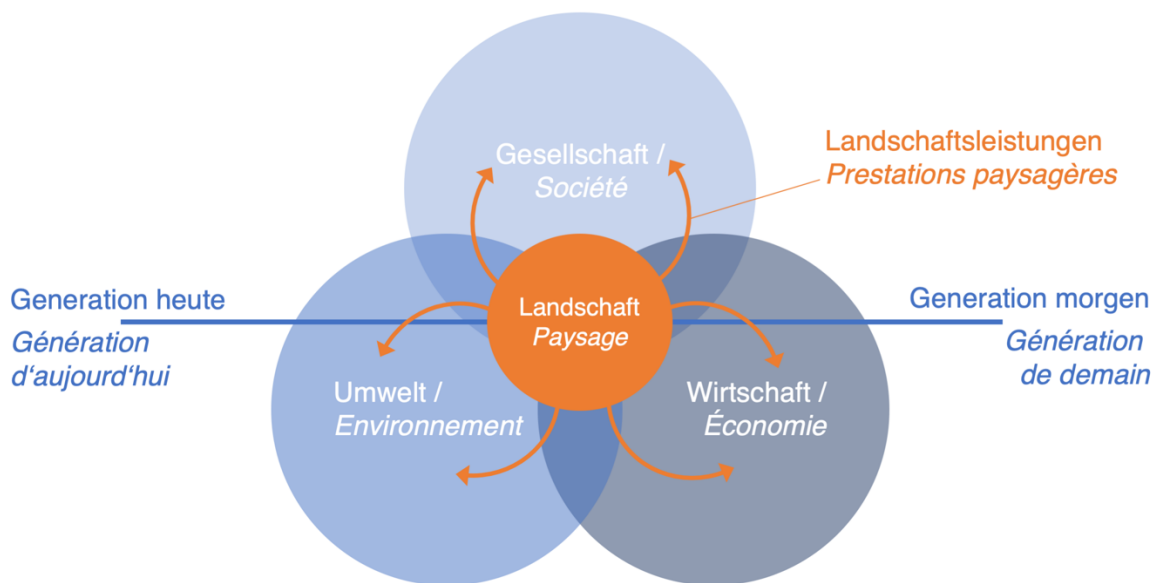 Gesellschaft /
Société
Landschaftsleistungen
Prestations paysagères
Generation heute
Génération
d‘aujourd‘hui
Landschaft
Paysage
Generation morgen
Génération
de demain
Umwelt /
Environnement
Wirtschaft /
Économie